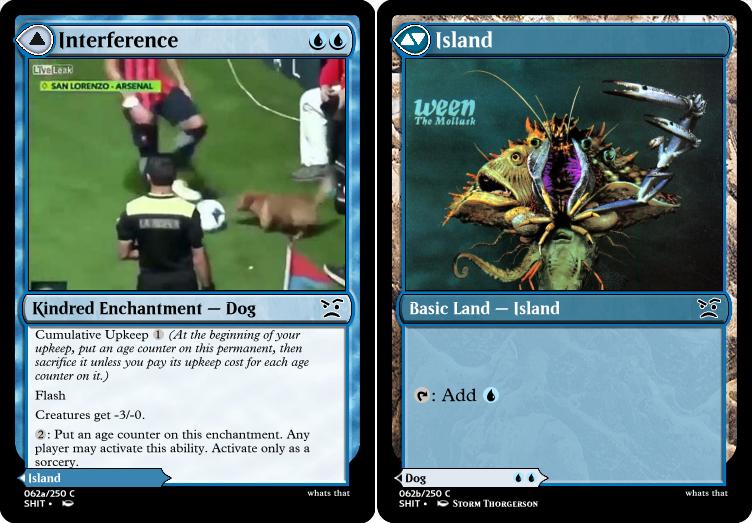 Interference
LiveLeak
SAN LORENZO - ARSENAL
Kindred Enchantment — Dog
Cumulative Upkeep 1 (At the beginning of your
upkeep, put an age counter on this permanent, then
sacrifice it unless you pay its upkeep cost for each age
counter on it.)
Flash
Creatures get -3/-0.
2: Put an age counter on this enchantment. Any
player may activate this ability. Activate only as a
sorcery.
Island
062a/250 C
SHIT •
whats that
Island
ween
The Mollusk
Basic Land — Island
: Add
Dog
062b/250 C
SHIT • Storm Thorgerson
whats that